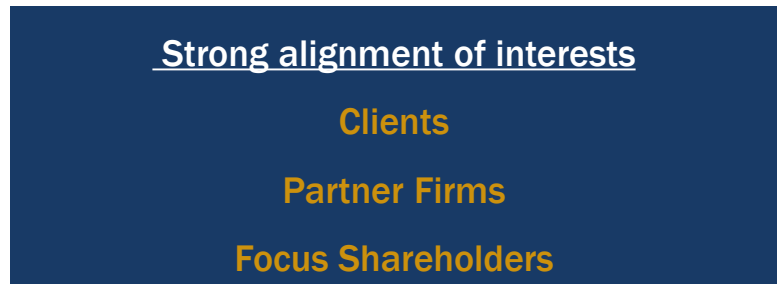 Strong alignment of interests
Clients
Partner Firms
Focus Shareholders